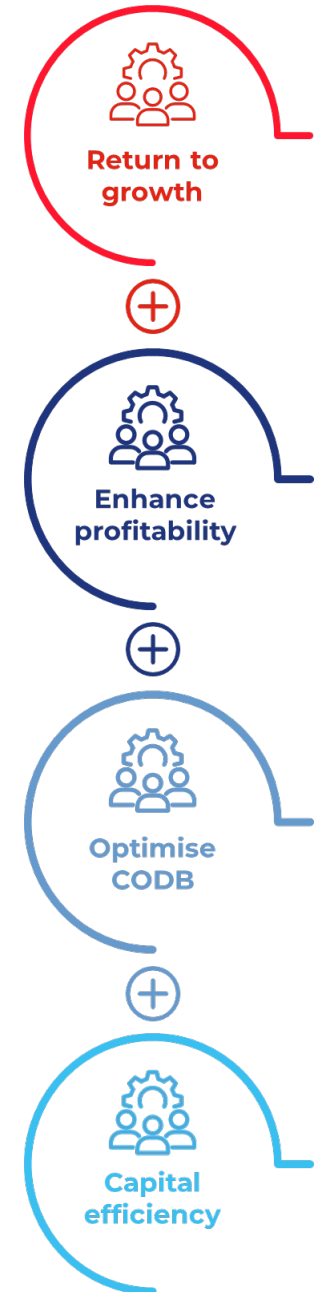 Return to
growth
Enhance
profitability
Optimise
CODB
Capital
efficiency